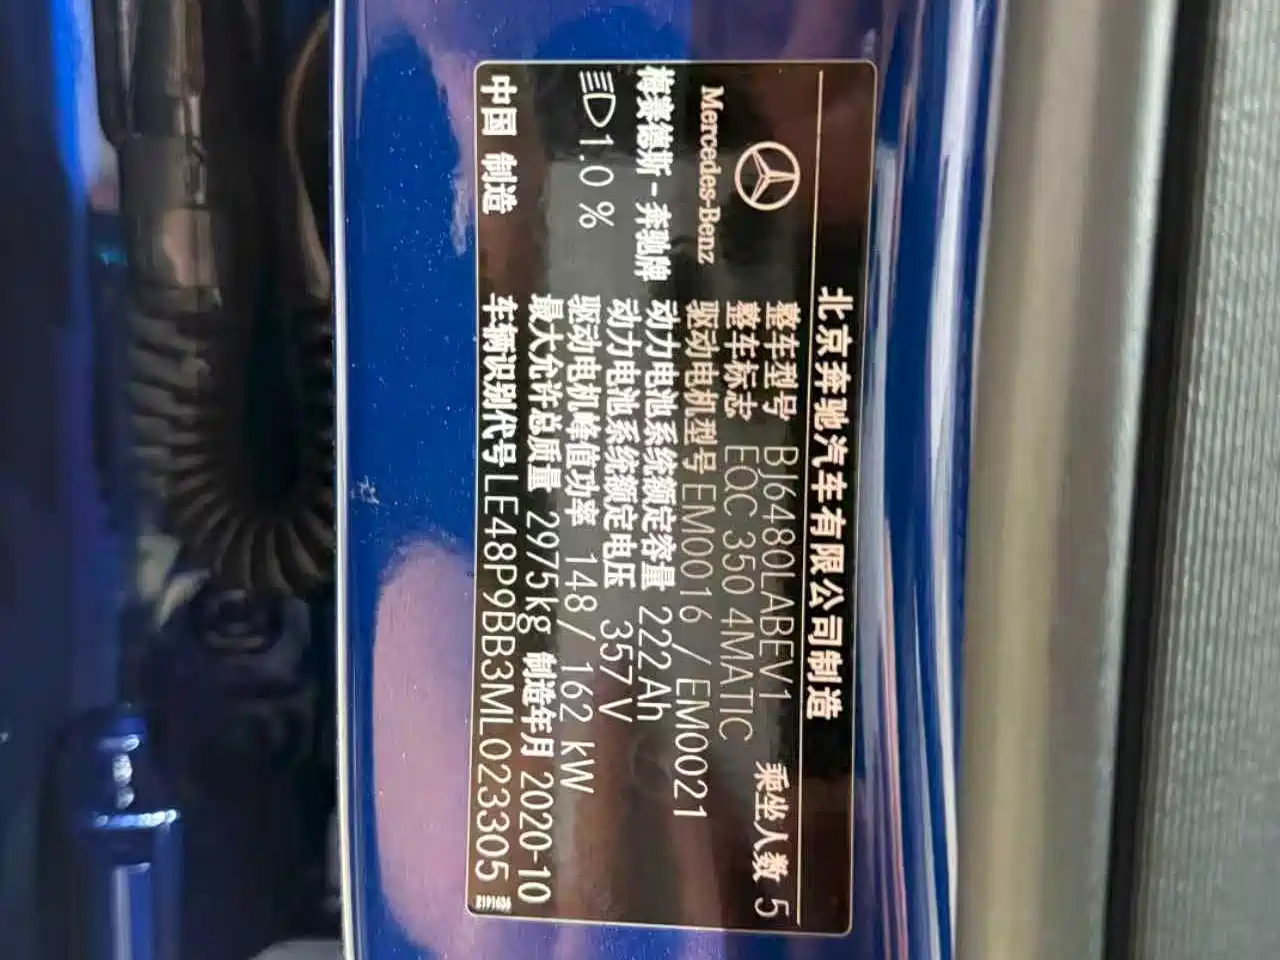 北京奔驰汽车有限公司制造
Mercedes-Benz
梅赛德斯-奔驰牌
1.0 %
中国 制造
整车型号 BJ6480LABEV1 乘坐人数 5
整车标志 EQC 350 4MATIC
驱动电机型号 EM0016 / EM0021
动力电池系统额定容量 222 Ah
动力电池系统额定电压 357 V
驱动电机峰值功率 148 / 162 kW
最大允许总质量 2975kg 制造年月 2020-10
车辆识别代号 LE48P9BB3ML023305